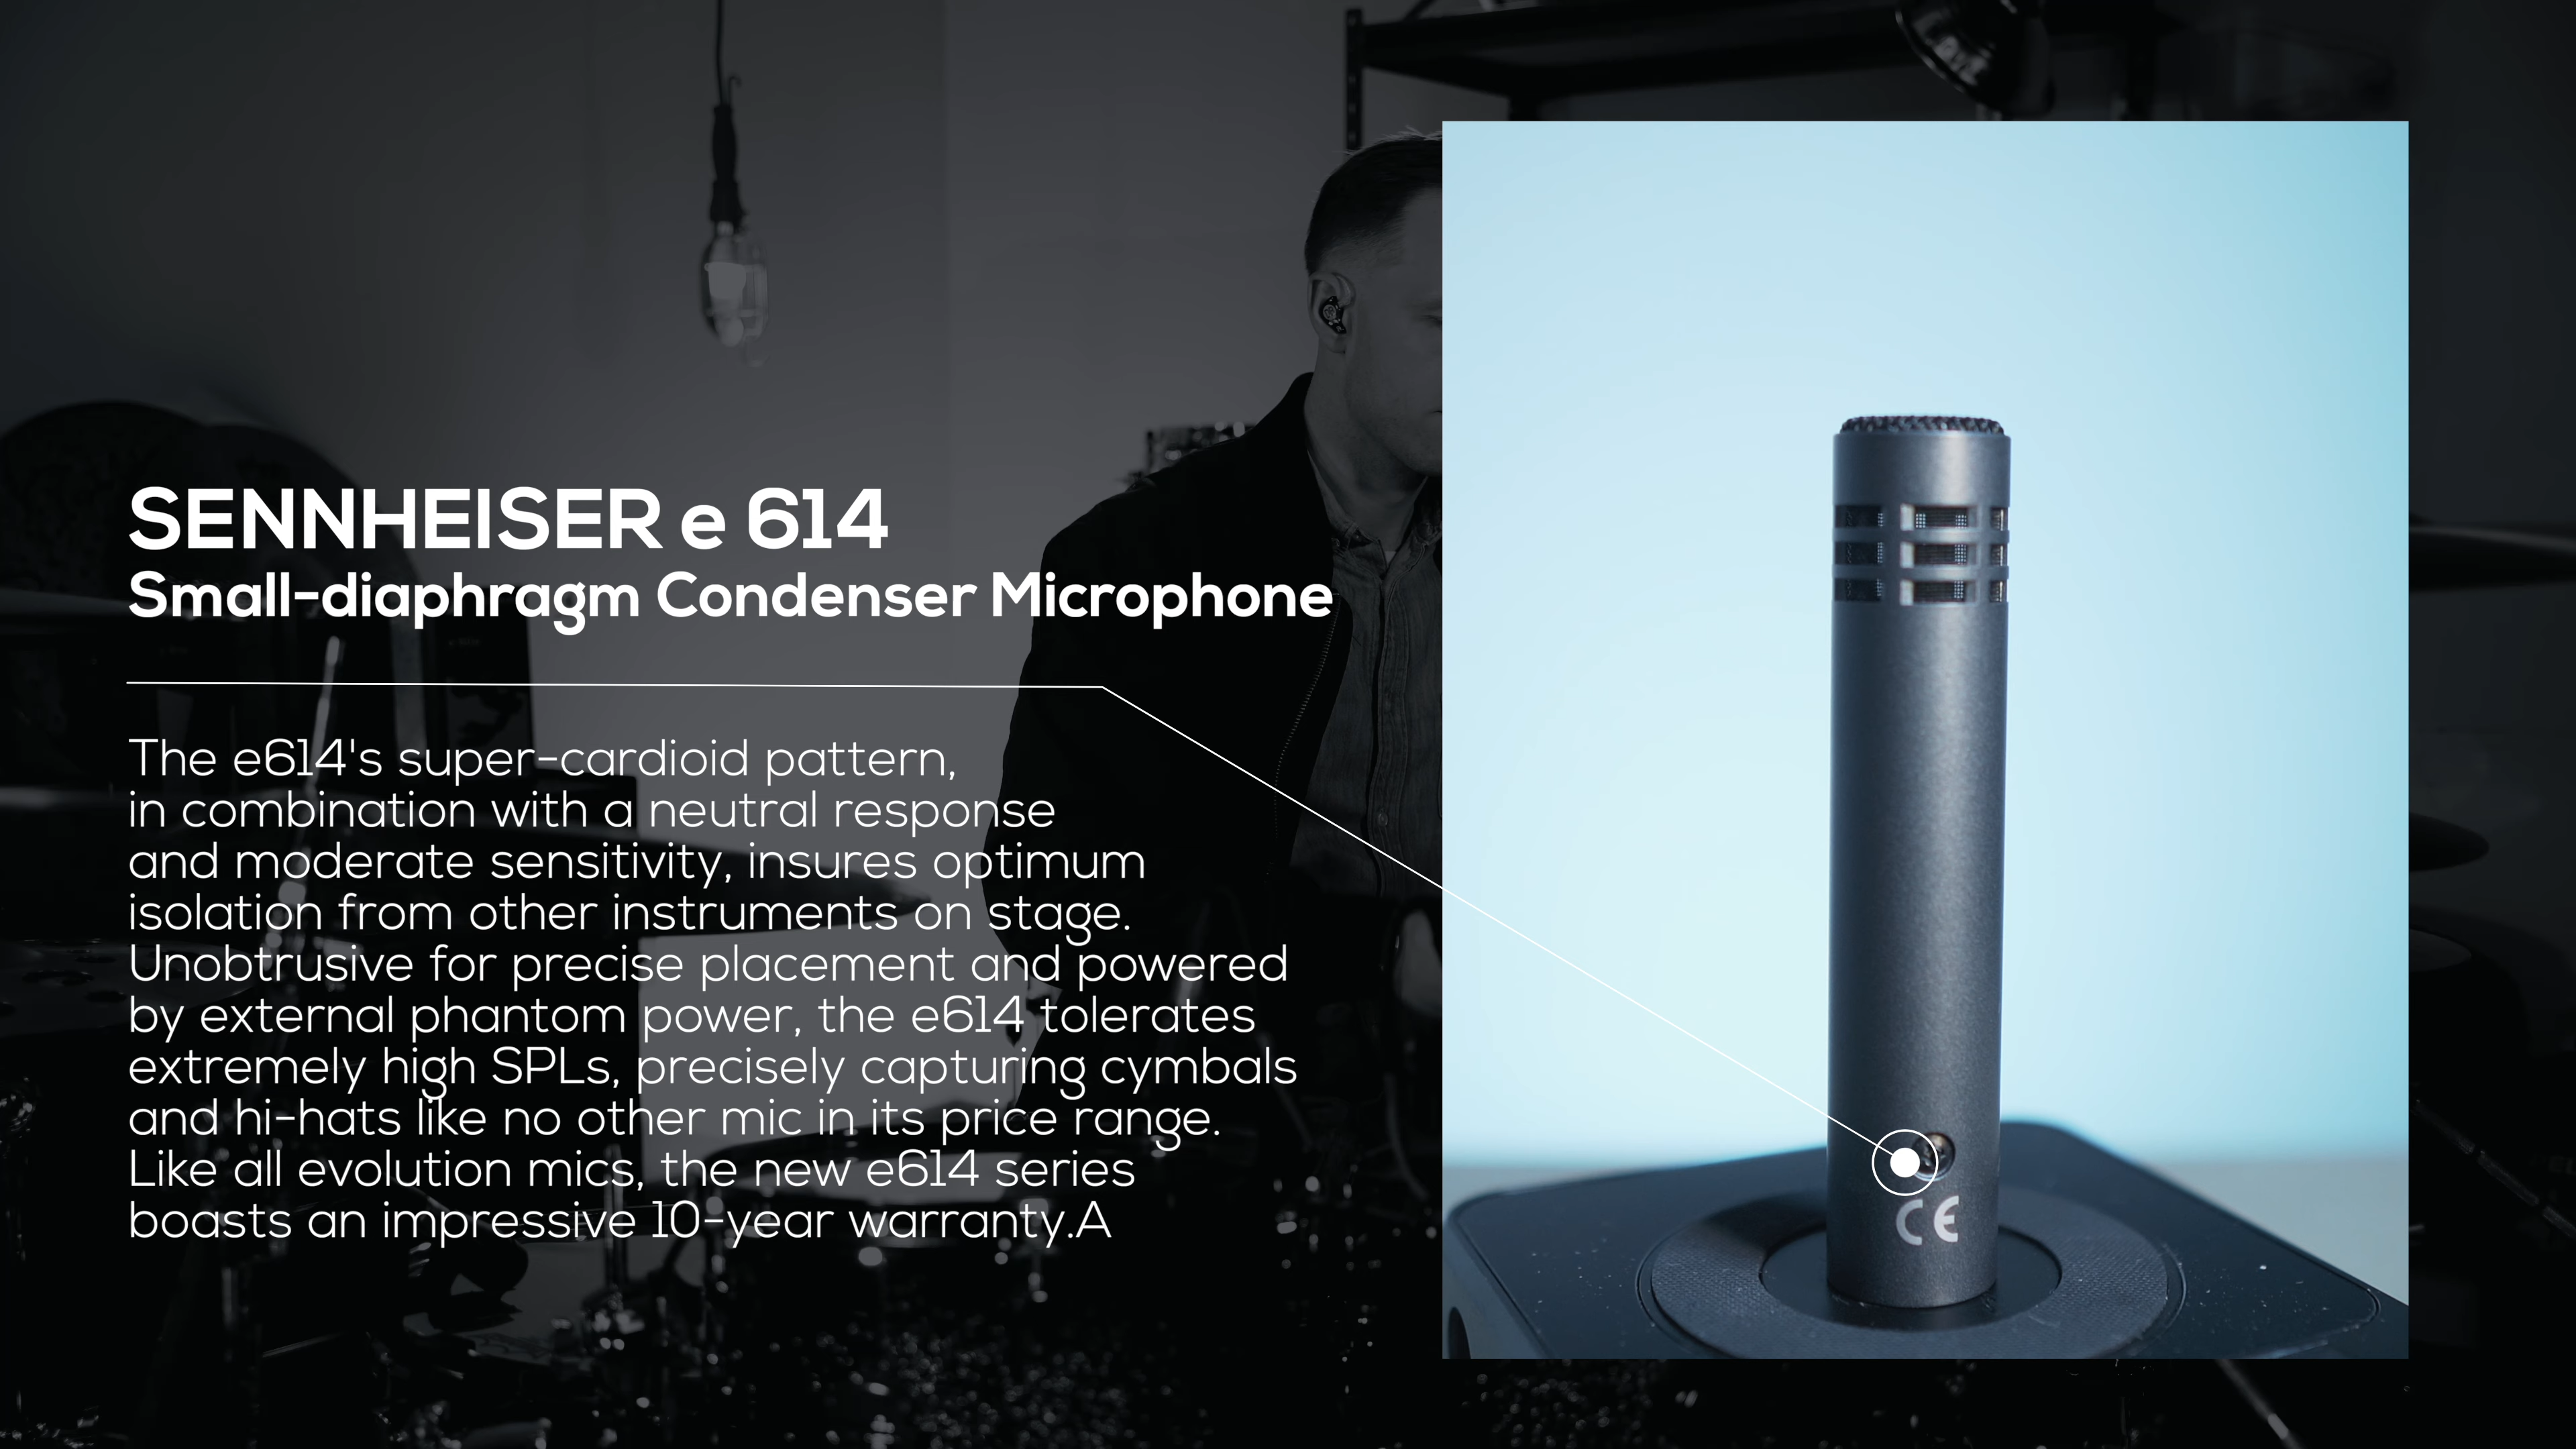 SENNHEISER e 614
Small-diaphragm Condenser Microphone
The e614's super-cardioid pattern,
in combination with a neutral response
and moderate sensitivity, insures optimum
isolation from other instruments on stage.
Unobtrusive for precise placement and powered
by external phantom power, the e614 tolerates
extremely high SPLs, precisely capturing cymbals
and hi-hats like no other mic in its price range.
Like all evolution mics, the new e614 series
boasts an impressive 10-year warranty.A
CE